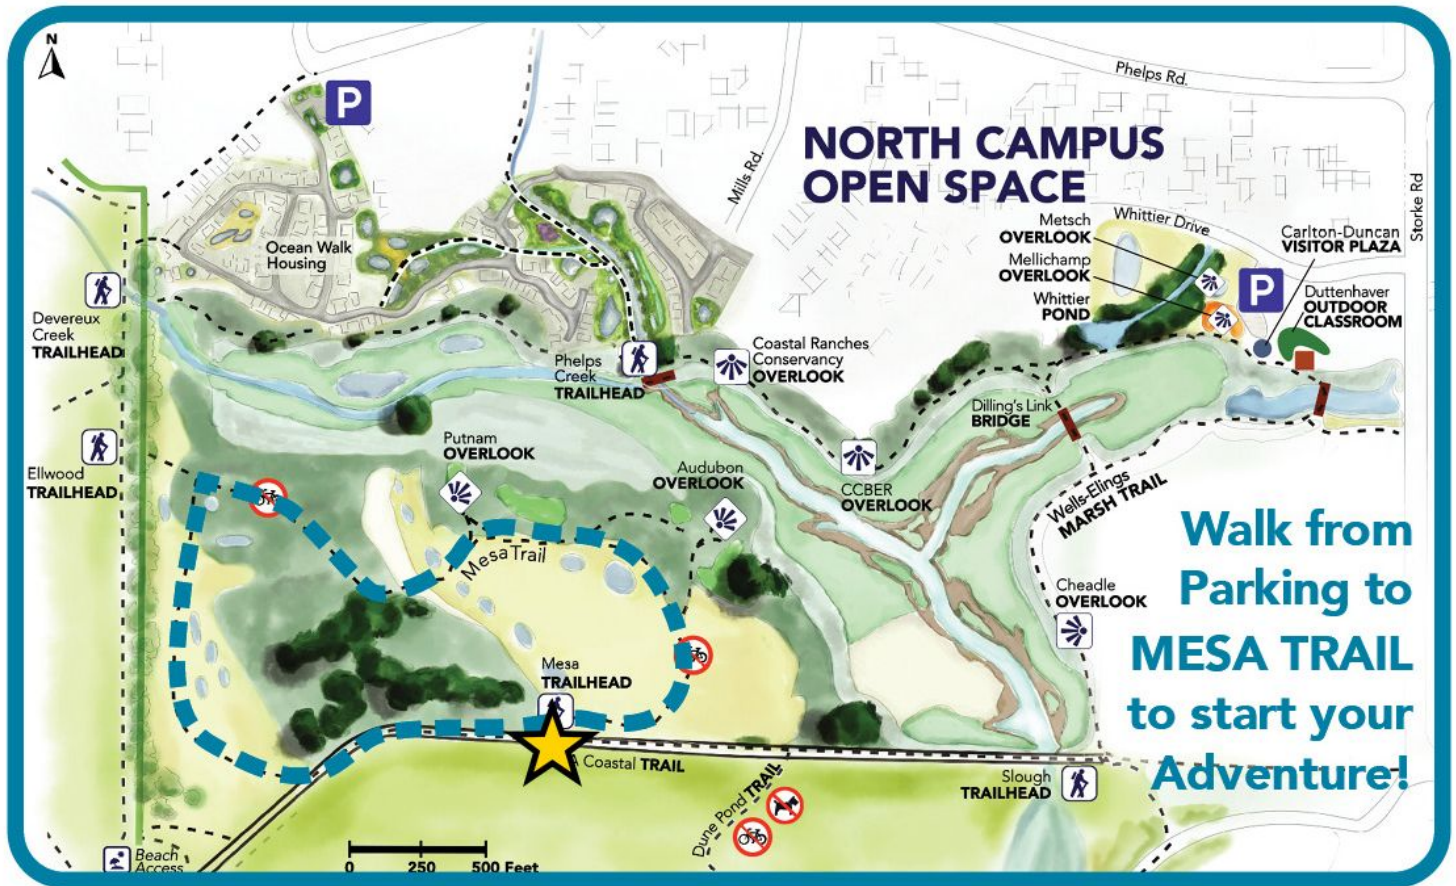 N
P
Phelps Rd.
NORTH CAMPUS
OPEN SPACE
Mills Rd.
Storke Rd
Metsch
OVERLOOK
Whittier Drive
Mellichamp
OVERLOOK
Whittier
POND
Carlton-Duncan
VISITOR PLAZA
P
Duttenhaver
OUTDOOR
CLASSROOM
Ocean Walk
Housing
Devereux
Creek
TRAILHEAD
Phelps
Creek
TRAILHEAD
Coastal Ranches
Conservancy
OVERLOOK
Dilling's Link
BRIDGE
Putnam
OVERLOOK
Ellwood
TRAILHEAD
Audubon
OVERLOOK
CCBER
OVERLOOK
Wells-Elings
MARSH TRAIL
Mesa Trail
Cheadle
OVERLOOK
Walk from
Parking to
MESA TRAIL
to start your
Adventure!
Mesa
TRAILHEAD
Coastal TRAIL
Slough
TRAILHEAD
Dune Pond TRAIL
Beach
Access
0 250 500 Feet